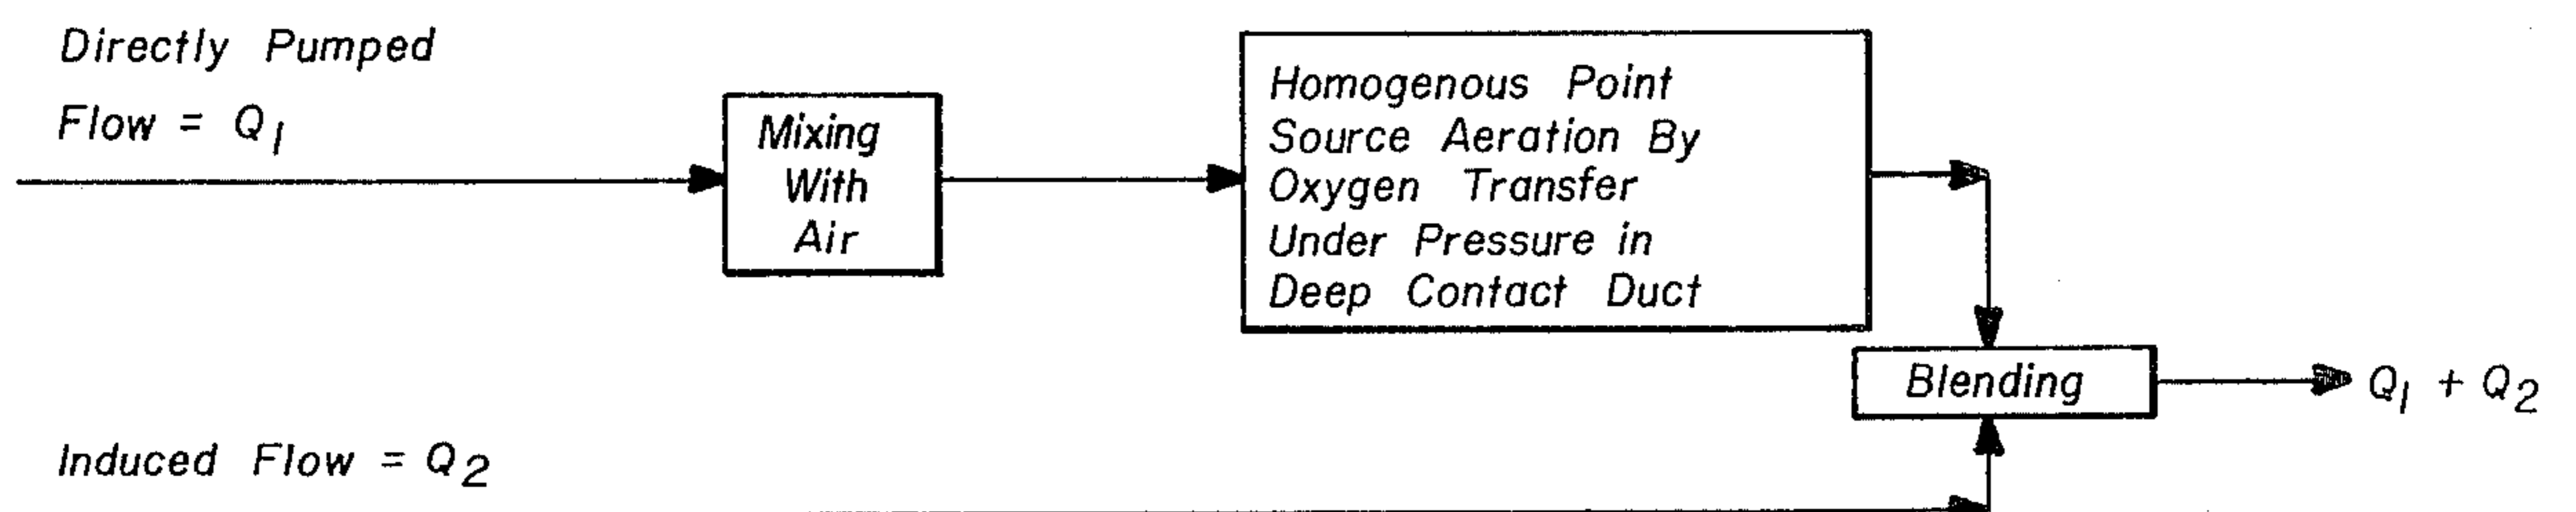 Directly Pumped
Flow = Q1
Mixing
With
Air
Homogenous Point
Source Aeration By
Oxygen Transfer
Under Pressure in
Deep Contact Duct
Blending
Q1 + Q2
Induced Flow = Q2